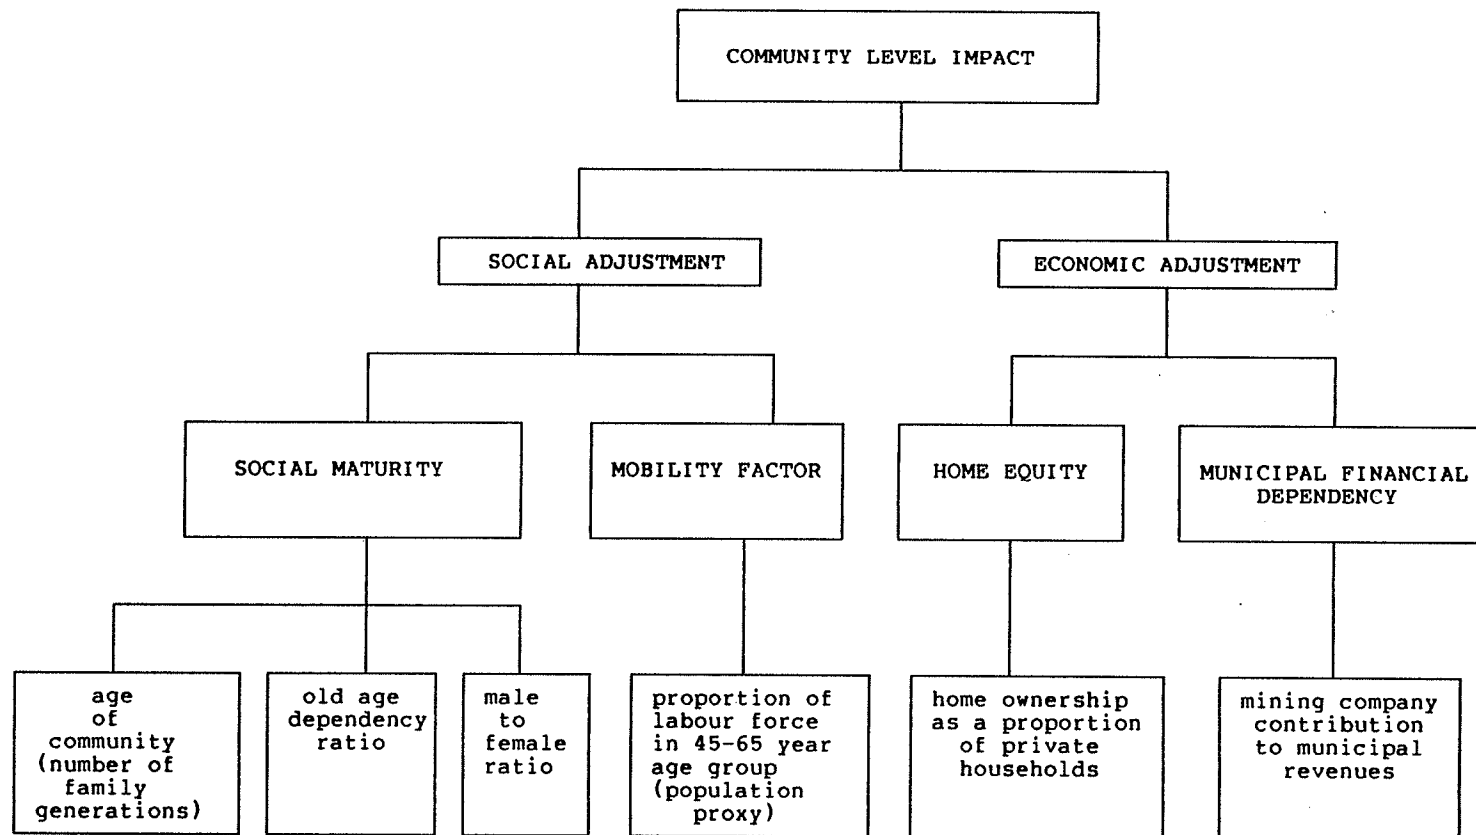 COMMUNITY LEVEL IMPACT
SOCIAL ADJUSTMENT
ECONOMIC ADJUSTMENT
SOCIAL MATURITY
MOBILITY FACTOR
HOME EQUITY
MUNICIPAL FINANCIAL
DEPENDENCY
age
of
community
(number of
family
generations)
old age
dependency
ratio
male
to
female
ratio
proportion of
labour force
in 45-65 year
age group
(population
proxy)
home ownership
as a proportion
of private
households
mining company
contribution
to municipal
revenues